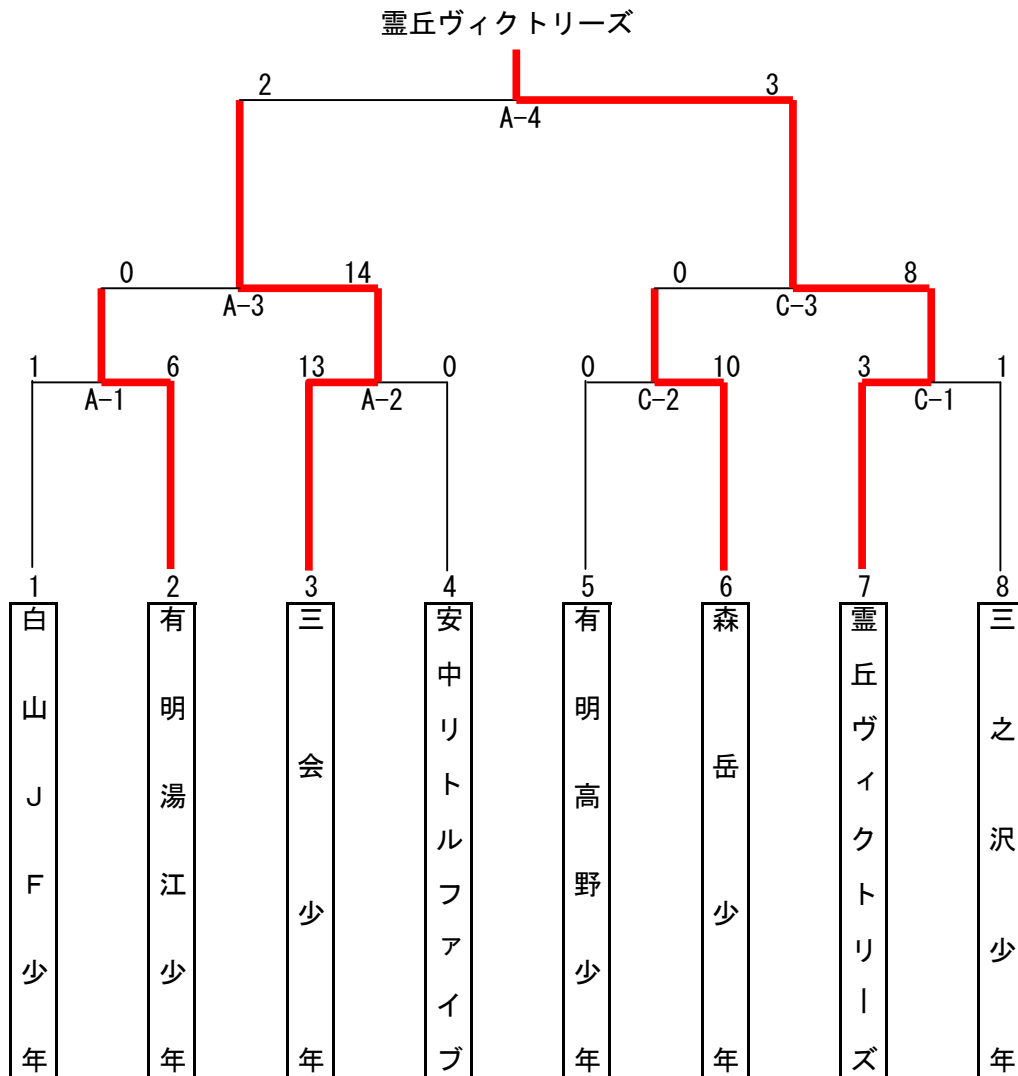 霊丘ヴィクトリーズ
2 3
A-4
0 14 0 8
A-3 C-3
1 6 13 0 0 10 3 1
A-1 A-2 C-2 C-1
1 2 3 4 5 6 7 8
白山JF少年
有明湯江少年
三会少年
安中リトルファイブ
有明高野少年
森岳少年
霊丘ヴィクトリーズ
三之沢少年